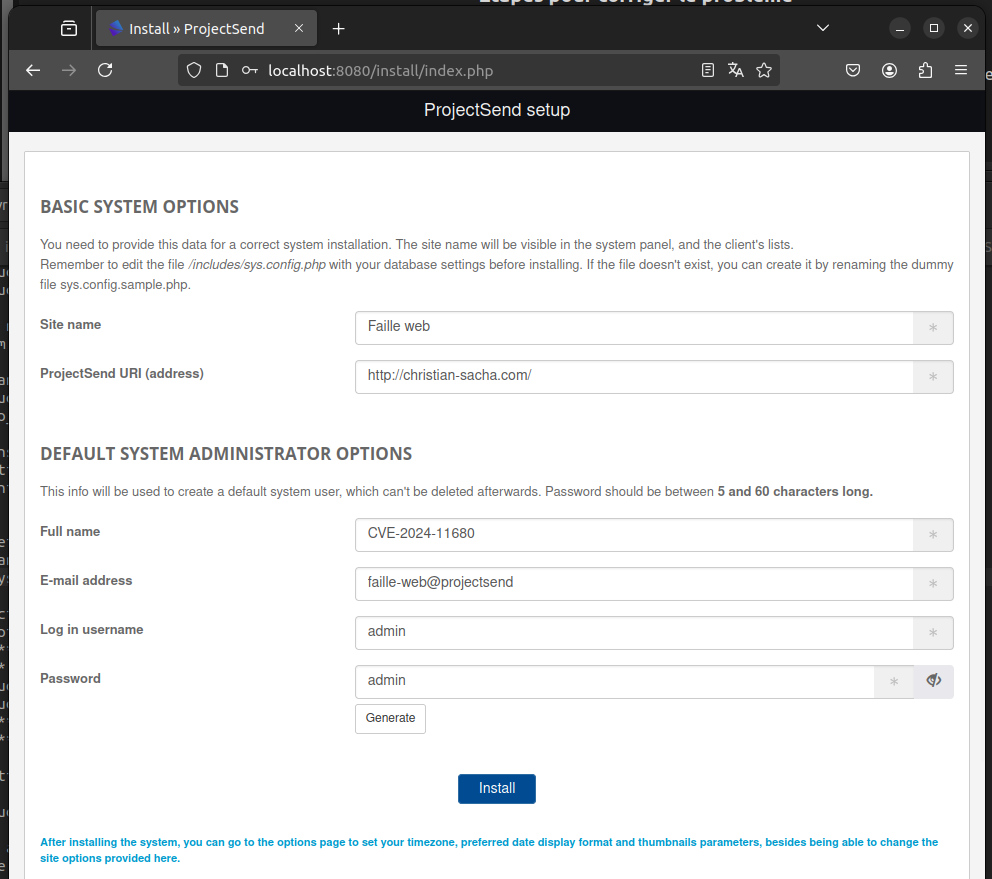 Étapes pour corriger le problème
Install » ProjectSend
localhost:8080/install/index.php
ProjectSend setup
BASIC SYSTEM OPTIONS
You need to provide this data for a correct system installation. The site name will be visible in the system panel, and the client's lists.
Remember to edit the file /includes/sys.config.php with your database settings before installing. If the file doesn't exist, you can create it by renaming the dummy
file sys.config.sample.php.
Site name
Faille web
*
ProjectSend URI (address)
http://christian-sacha.com/
*
DEFAULT SYSTEM ADMINISTRATOR OPTIONS
This info will be used to create a default system user, which can't be deleted afterwards. Password should be between 5 and 60 characters long.
Full name
CVE-2024-11680
*
E-mail address
faille-web@projectsend
*
Log in username
admin
*
Password
admin
*
Generate
Install
After installing the system, you can go to the options page to set your timezone, preferred date display format and thumbnails parameters, besides being able to change the
site options provided here.